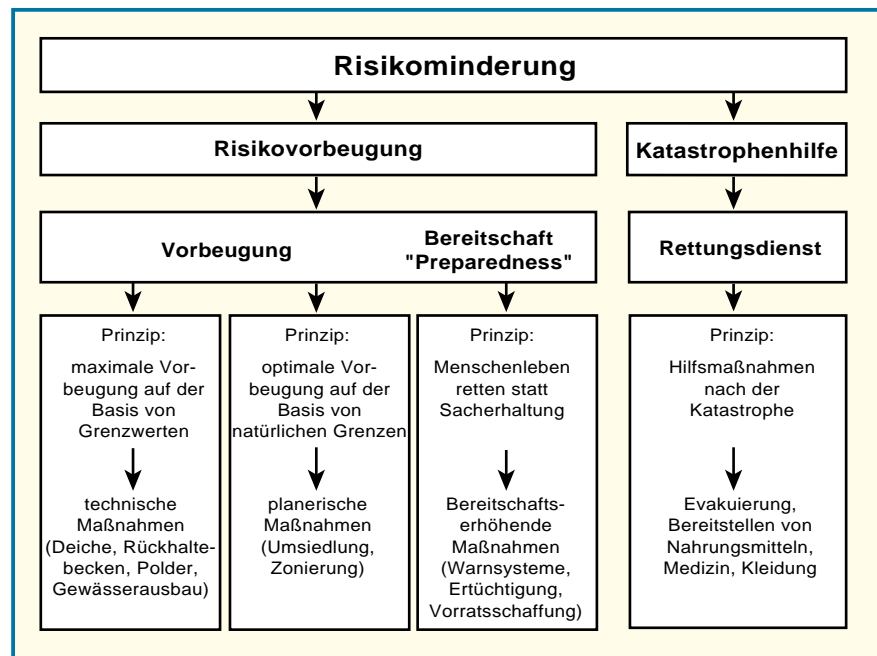 Risikominderung
Risikovorbeugung
Katastrophenhilfe
Vorbeugung
Bereitschaft
"Preparedness"
Rettungsdienst
Prinzip:
maximale Vor-
beugung auf der
Basis von
Grenzwerten
technische
Maßnahmen
(Deiche, Rückhalte-
becken, Polder,
Gewässerausbau)
Prinzip:
optimale Vor-
beugung auf der
Basis von
natürlichen Grenzen
planerische
Maßnahmen
(Umsiedlung,
Zonierung)
Prinzip:
Menschenleben
retten statt
Sacherhaltung
Bereitschafts-
erhöhende
Maßnahmen
(Warnsysteme,
Ertüchtigung,
Vorratsschaffung)
Prinzip:
Hilfsmaßnahmen
nach der
Katastrophe
Evakuierung,
Bereitstellen von
Nahrungsmitteln,
Medizin, Kleidung